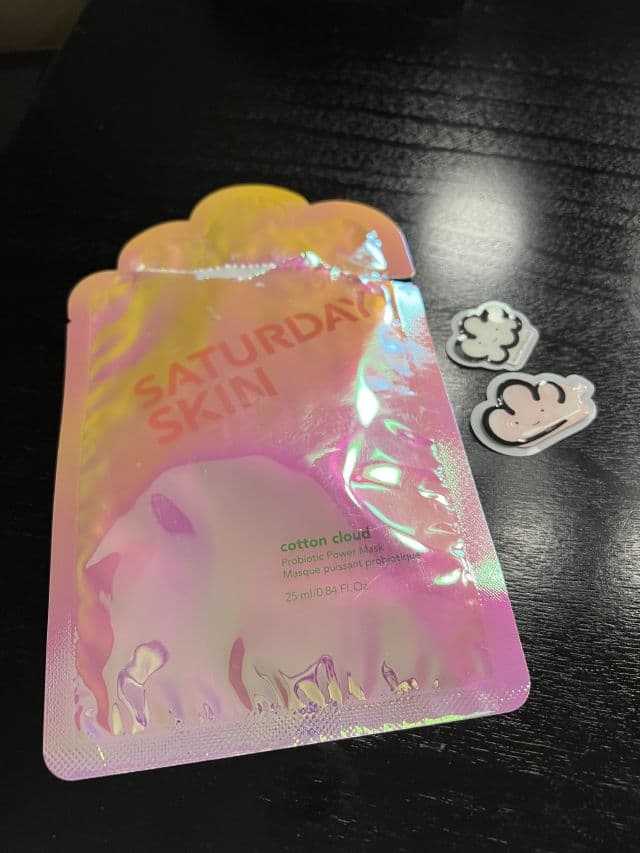 SATURDAY
SKIN
cotton cloud
Probiotic Power Mask
Masque puissant probiotique
25 ml/0.84 Fl. Oz